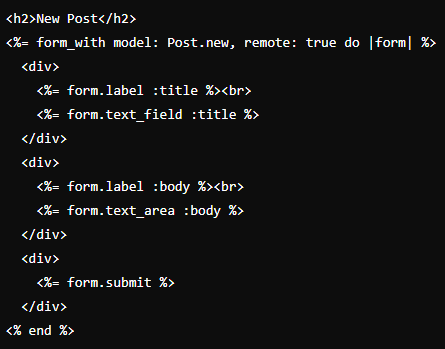 <h2>New Post</h2>
<%= form_with model: Post.new, remote: true do |form| %>
  <div>
    <%= form.label :title %><br>
    <%= form.text_field :title %>
  </div>
  <div>
    <%= form.label :body %><br>
    <%= form.text_area :body %>
  </div>
  <div>
    <%= form.submit %>
  </div>
<% end %>